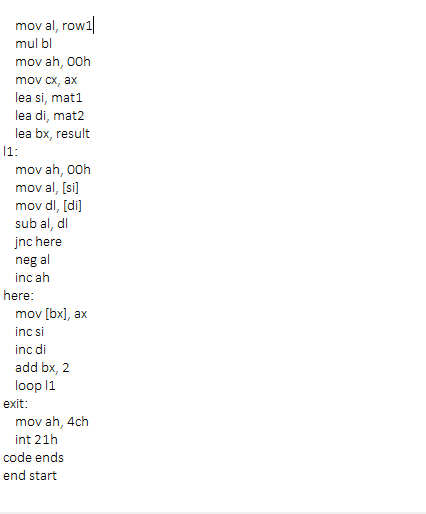 mov al, row1
mul bl
mov ah, 00h
mov cx, ax
lea si, mat1
lea di, mat2
lea bx, result
l1:
mov ah, 00h
mov al, [si]
mov dl, [di]
sub al, dl
jnc here
neg al
inc ah
here:
mov [bx], ax
inc si
inc di
add bx, 2
loop l1
exit:
mov ah, 4ch
int 21h
code ends
end start